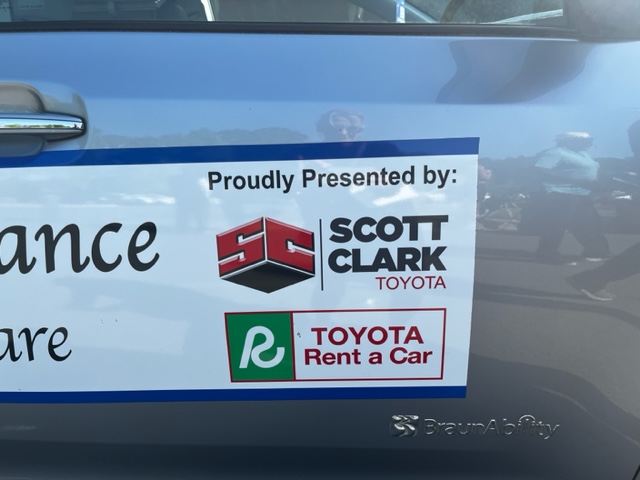 Proudly Presented by:
ance
SC
SCOTT
CLARK
TOYOTA
are
R
TOYOTA
Rent a Car
BraunAbility